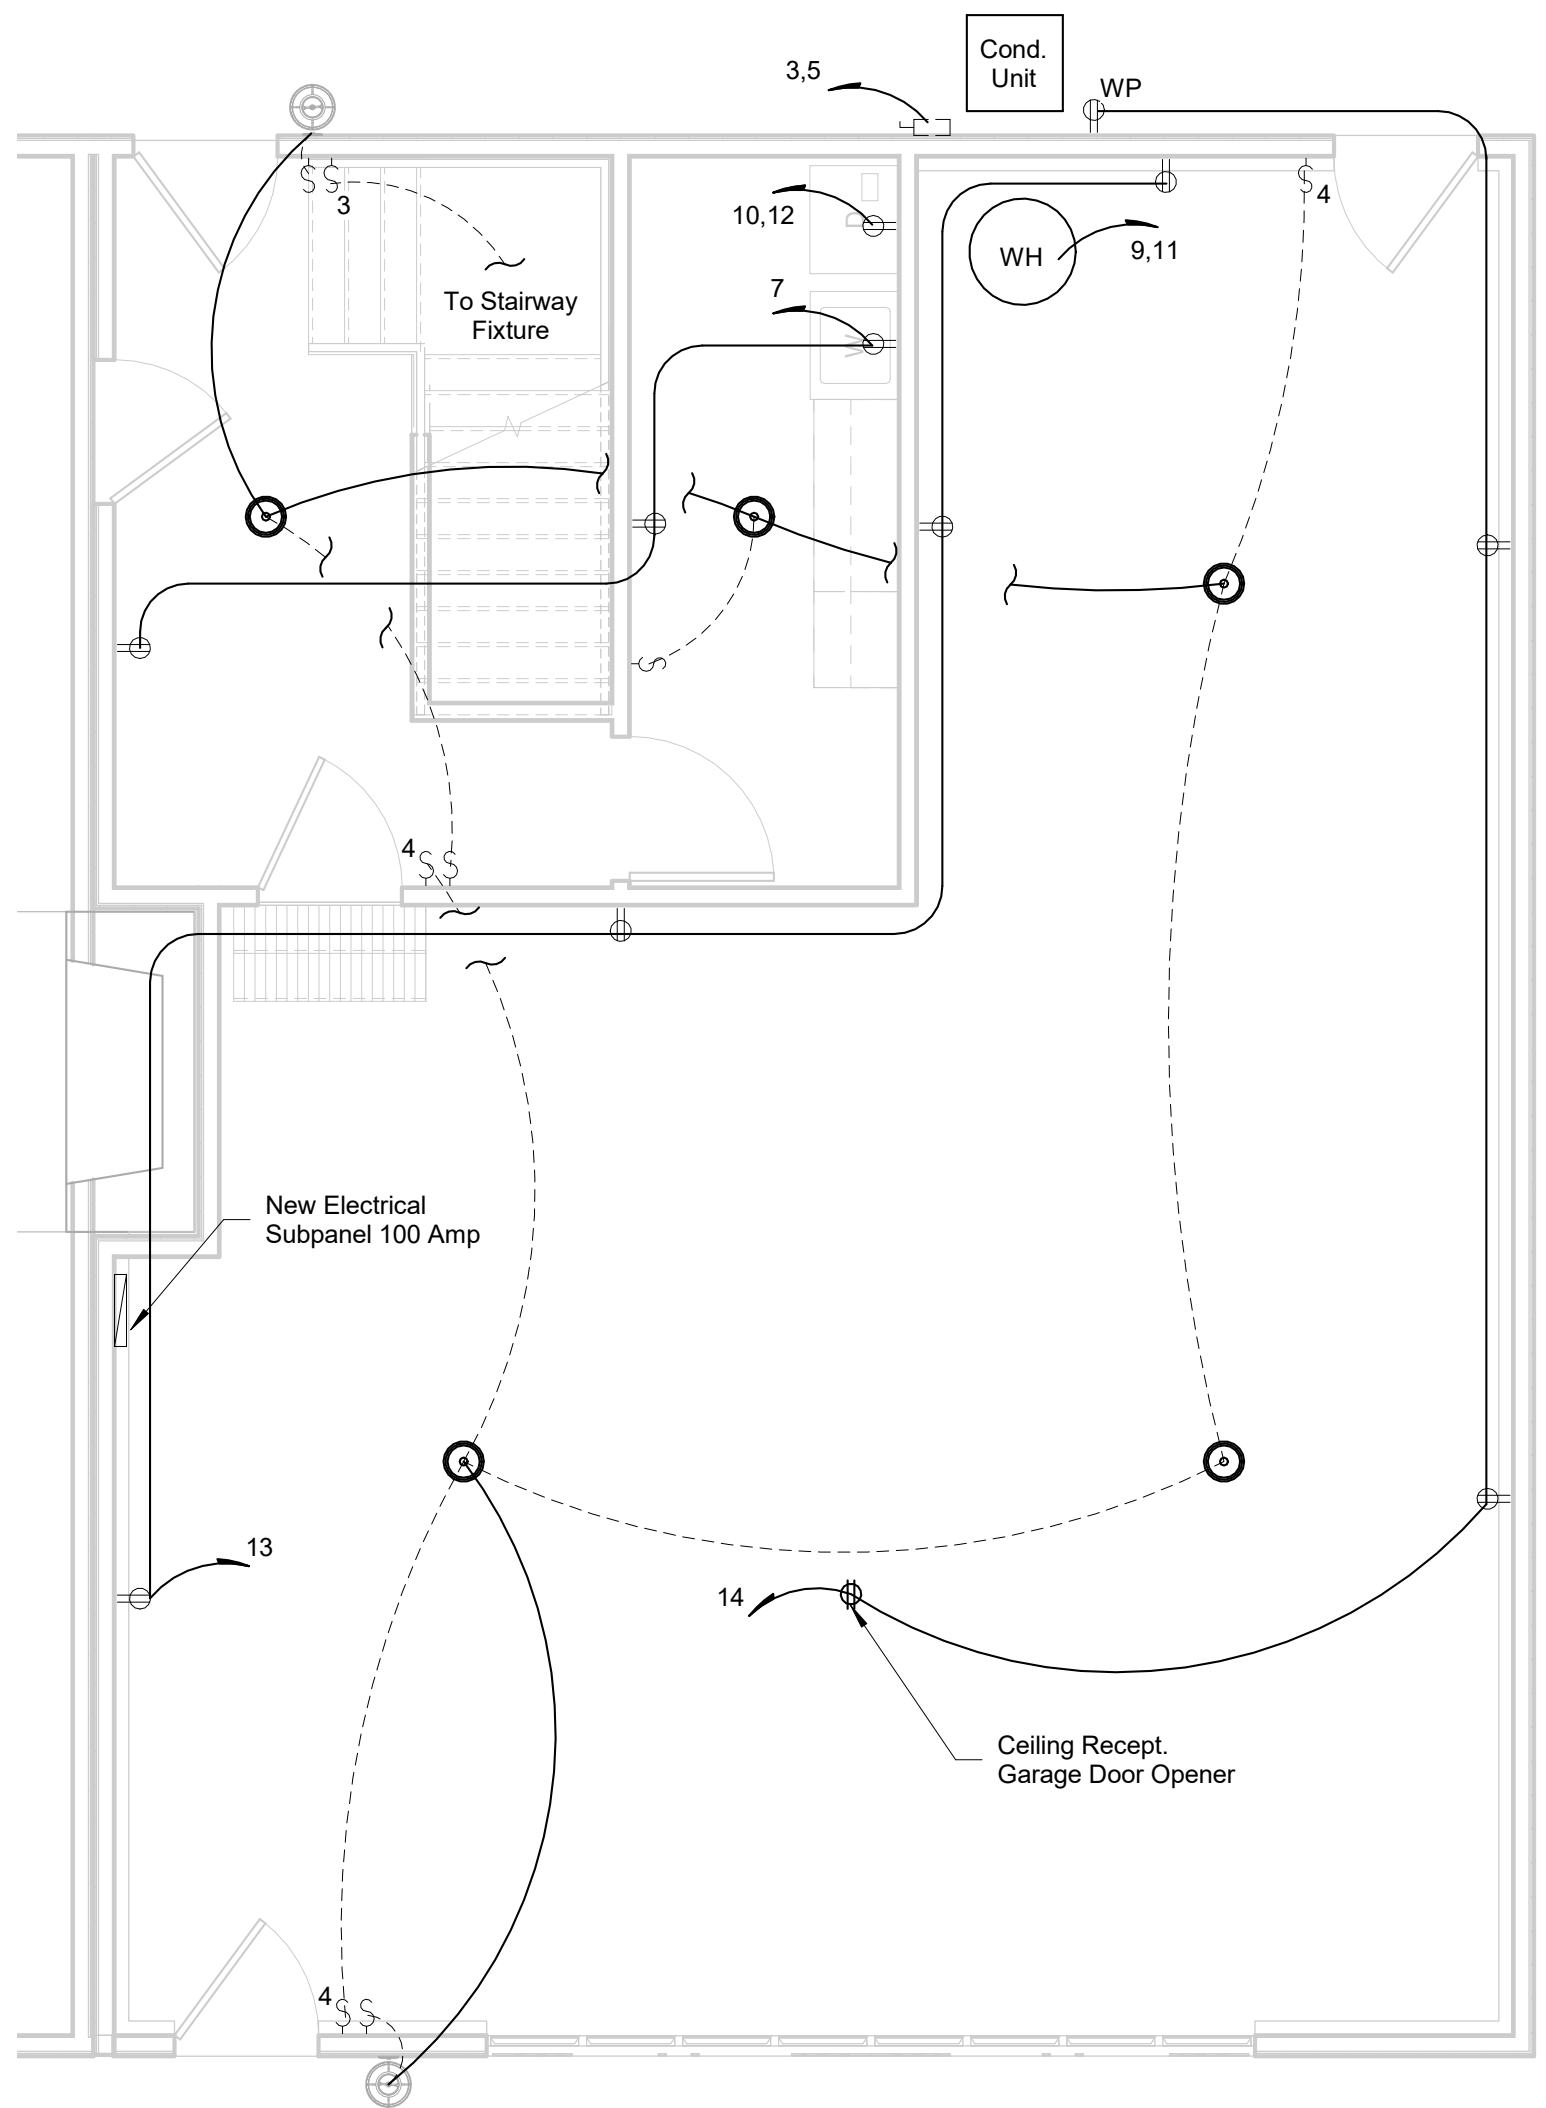 Cond.
Unit
3,5
WP
3
4
10,12
D
WH
9,11
7
To Stairway
Fixture
W
4
New Electrical
Subpanel 100 Amp
13
14
Ceiling Recept.
Garage Door Opener
4